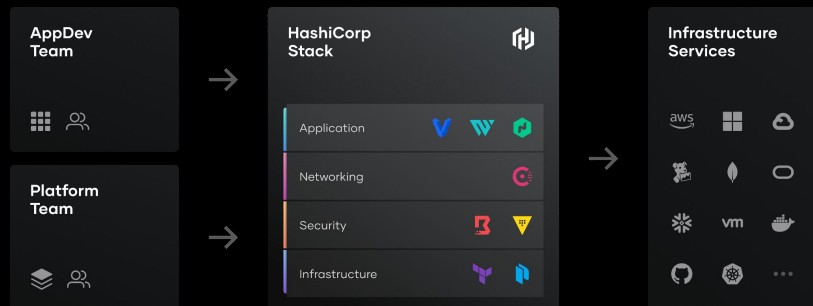 AppDev
Team
Platform
Team
HashiCorp
Stack
Application
Networking
Security
Infrastructure
Infrastructure
Services
aws
vm